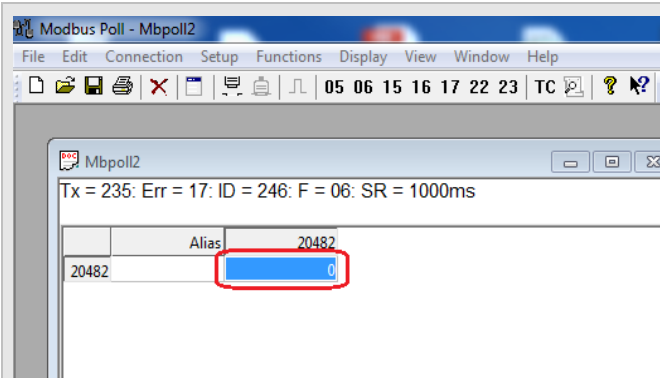 Modbus Poll - Mbpoll2
File Edit Connection Setup Functions Display View Window Help
05 06 15 16 17 22 23 TC
Mbpoll2
Tx = 235: Err = 17: ID = 246: F = 06: SR = 1000ms
Alias 20482
20482 0